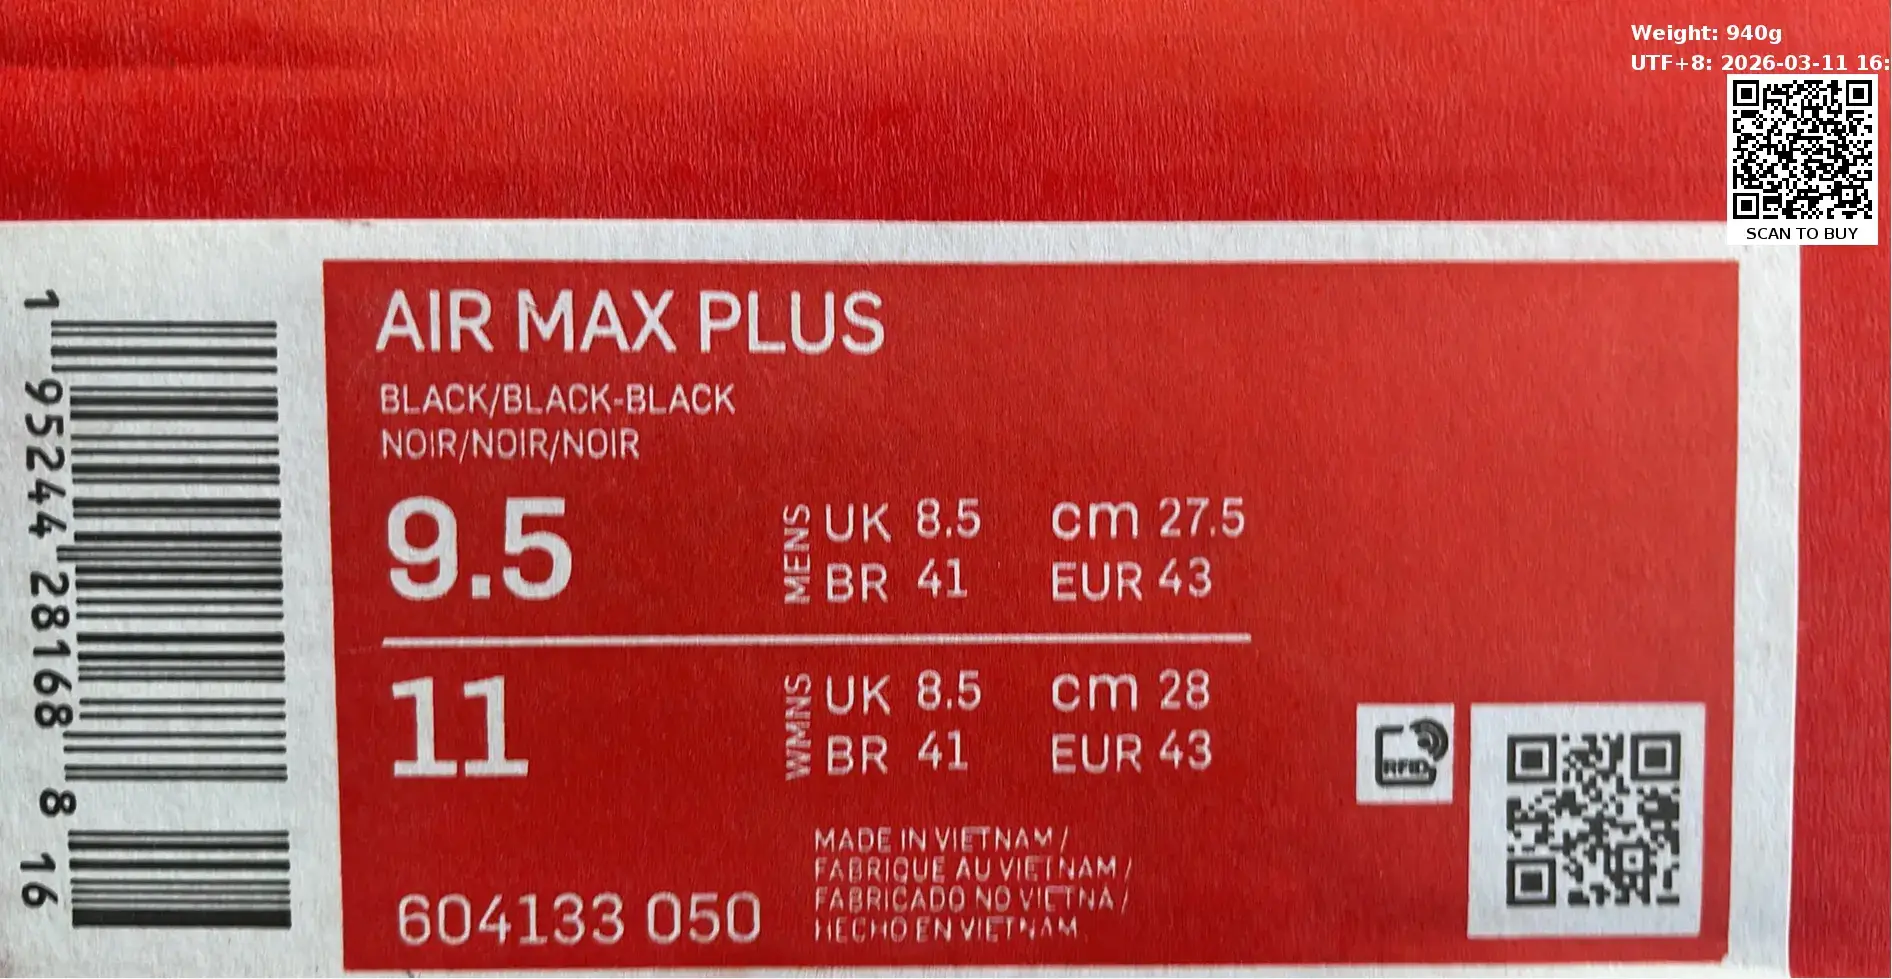 Weight: 940g
UTF+8: 2026-03-11 16:
SCAN TO BUY
AIR MAX PLUS
BLACK/BLACK-BLACK
NOIR/NOIR/NOIR
9.5
MENS
UK 8.5 cm 27.5
BR 41 EUR 43
11
WMNS
UK 8.5 cm 28
BR 41 EUR 43
RFID
MADE IN VIETNAM /
FABRIQUE AU VIETNAM /
FABRICADO NO VIETNA /
HECHO EN VIETNAM
604133 050
1 95244 28168 8 16